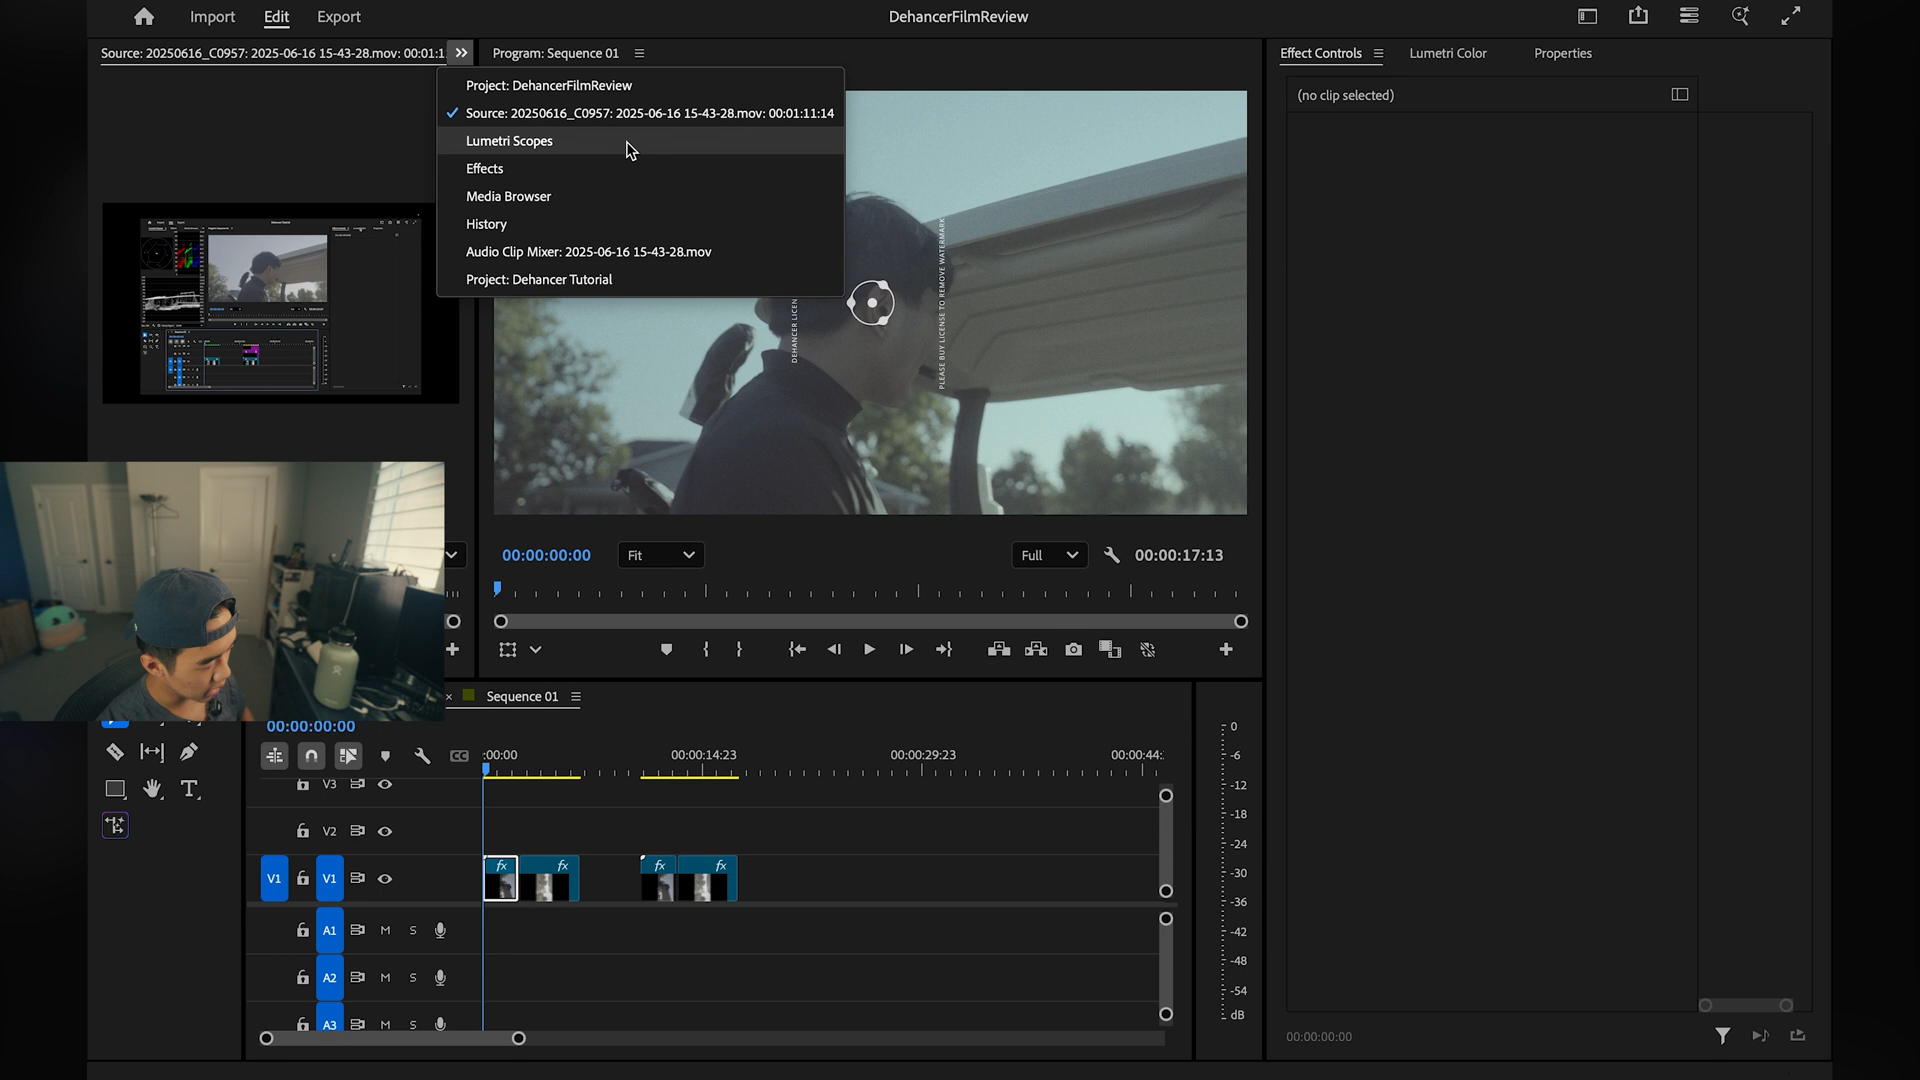 Import
Edit
Export
DehancerFilmReview
Source: 20250616_C0957: 2025-06-16 15-43-28.mov: 00:01:1
Program: Sequence 01
Effect Controls
Lumetri Color
Properties
Project: DehancerFilmReview
Source: 20250616_C0957: 2025-06-16 15-43-28.mov: 00:01:11:14
Lumetri Scopes
Effects
Media Browser
History
Audio Clip Mixer: 2025-06-16 15-43-28.mov
Project: Dehancer Tutorial
(no clip selected)
DEHANCER LICEN
PLEASE BUY LICENSE TO REMOVE WATERMARK
00:00:00:00
Fit
Full
00:00:17:13
Sequence 01
00:00:00:00
CC
:00:00
00:00:14:23
00:00:29:23
00:00:44:
V3
V2
V1
V1
fx
fx
fx
fx
A1
M
S
A2
M
S
A3
M
S
T
0
-6
-12
-18
-24
-30
-36
-42
-48
-54
dB
00:00:00:00